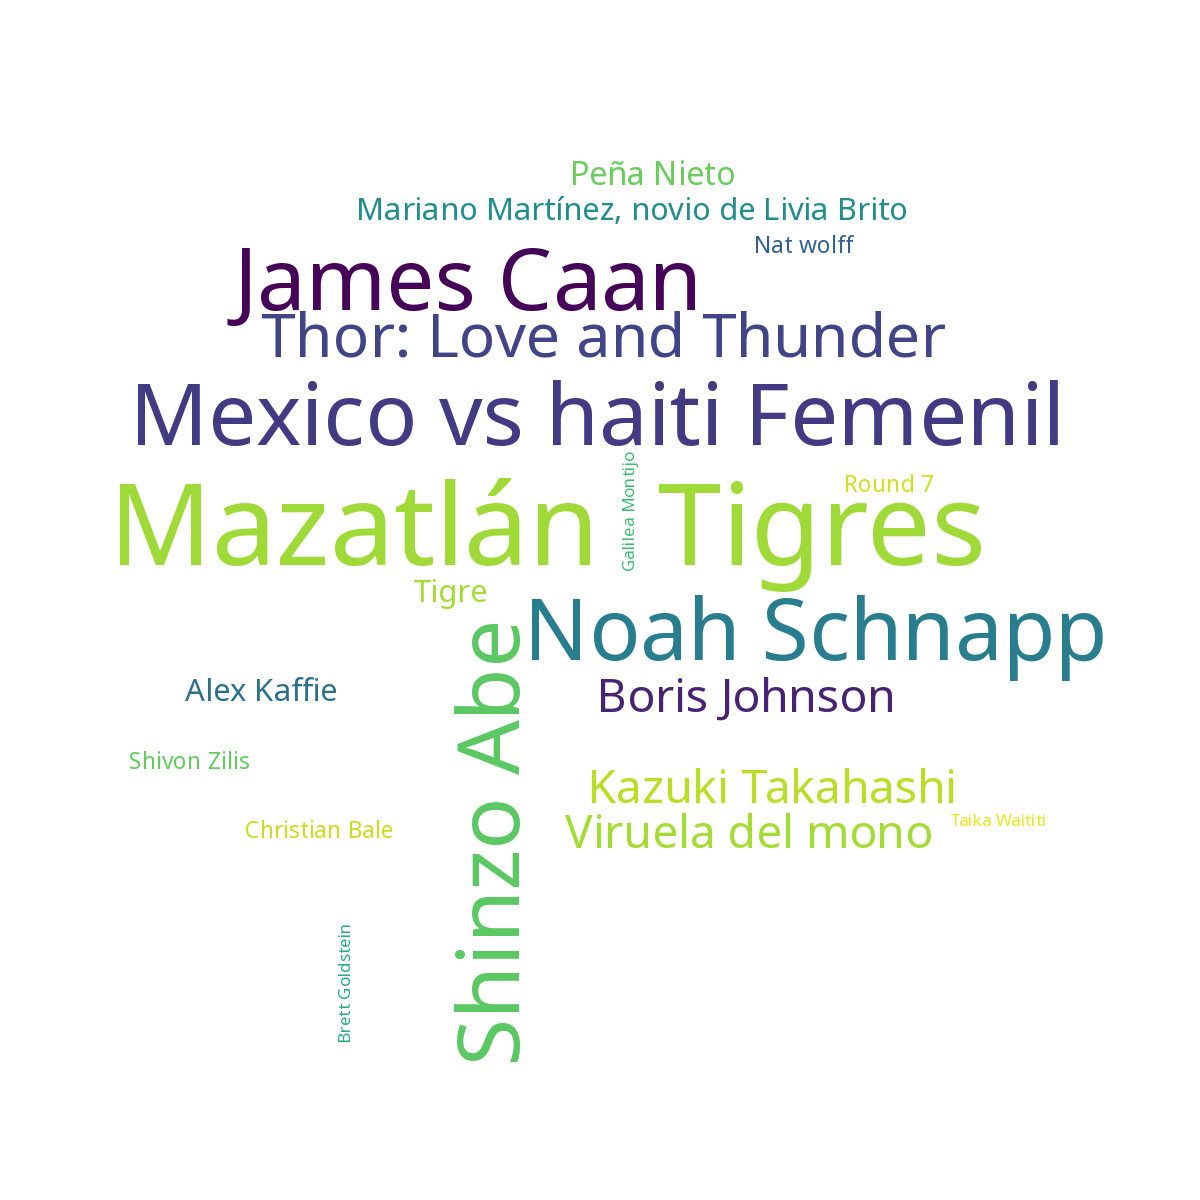 Peña Nieto
Mariano Martínez, novio de Livia Brito
Nat wolff
James Caan
Thor: Love and Thunder
Mexico vs haiti Femenil
Galilea Montijo
Round 7
Mazatlán Tigres
Tigre
Noah Schnapp
Shinzo Abe
Alex Kaffie
Boris Johnson
Shivon Zilis
Kazuki Takahashi
Christian Bale
Viruela del mono
Taika Waititi
Brett Goldstein